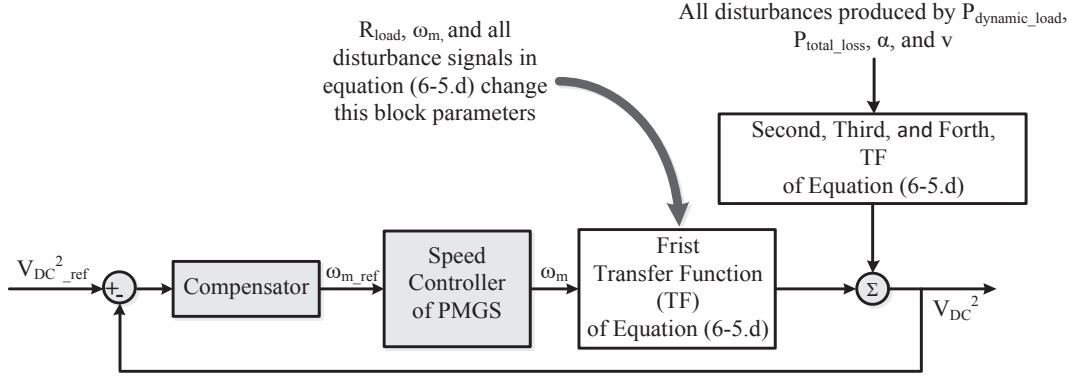 All disturbances produced by P_dynamic_load,
P_total_loss, α, and v
R_load, ω_m, and all
disturbance signals in
equation (6-5.d) change
this block parameters
Second, Third, and Forth,
TF
of Equation (6-5.d)
V_DC²_ref
+
-
Compensator
ω_m_ref
Speed
Controller
of PMGS
ω_m
Frist
Transfer Function
(TF)
of Equation (6-5.d)
Σ
V_DC²